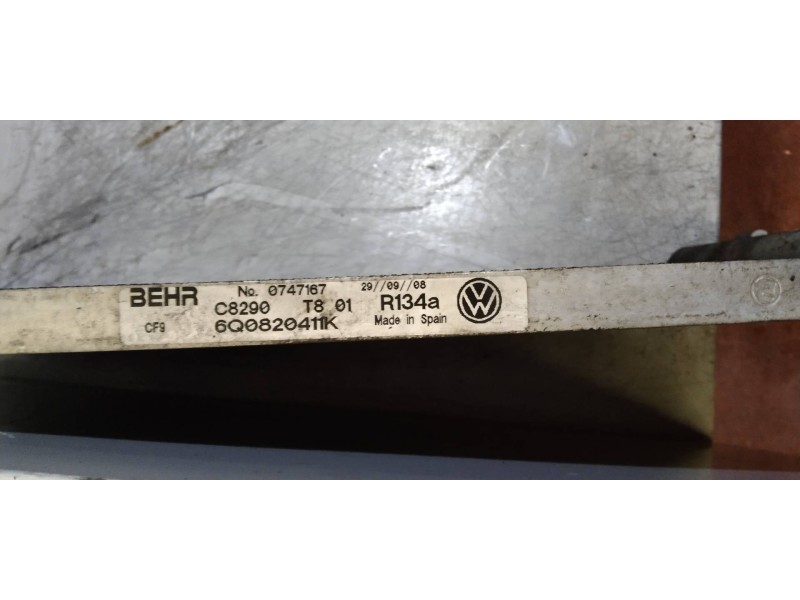 BEHR No. 0747167 29//09//08
C8290 T8 01 R134a
CF9 6Q0820411K Made in Spain